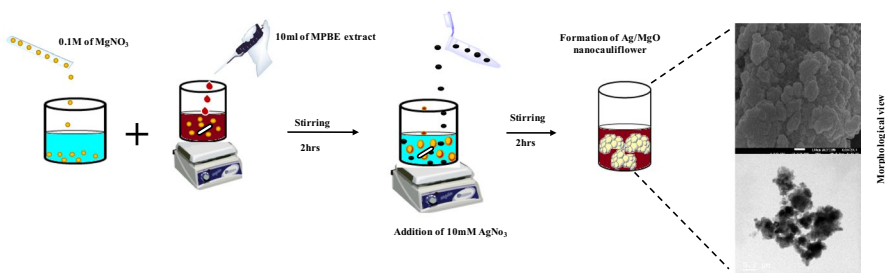 0.1M of MgNO₃
10ml of MPBE extract
Stirring
2hrs
Addition of 10mM AgNo₃
Stirring
2hrs
Formation of Ag/MgO
nanocauliflower
Morphological view